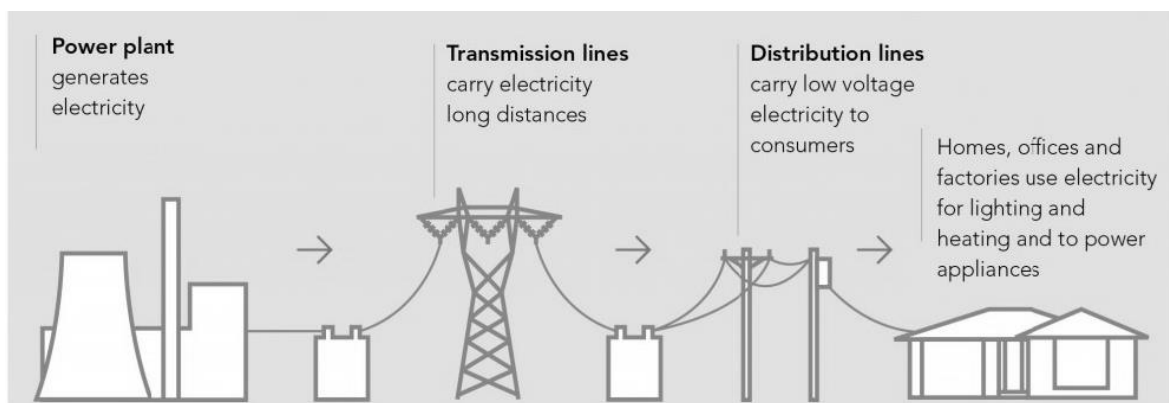 Power plant
generates
electricity
Transmission lines
carry electricity
long distances
Distribution lines
carry low voltage
electricity to
consumers
Homes, offices and
factories use electricity
for lighting and
heating and to power
appliances